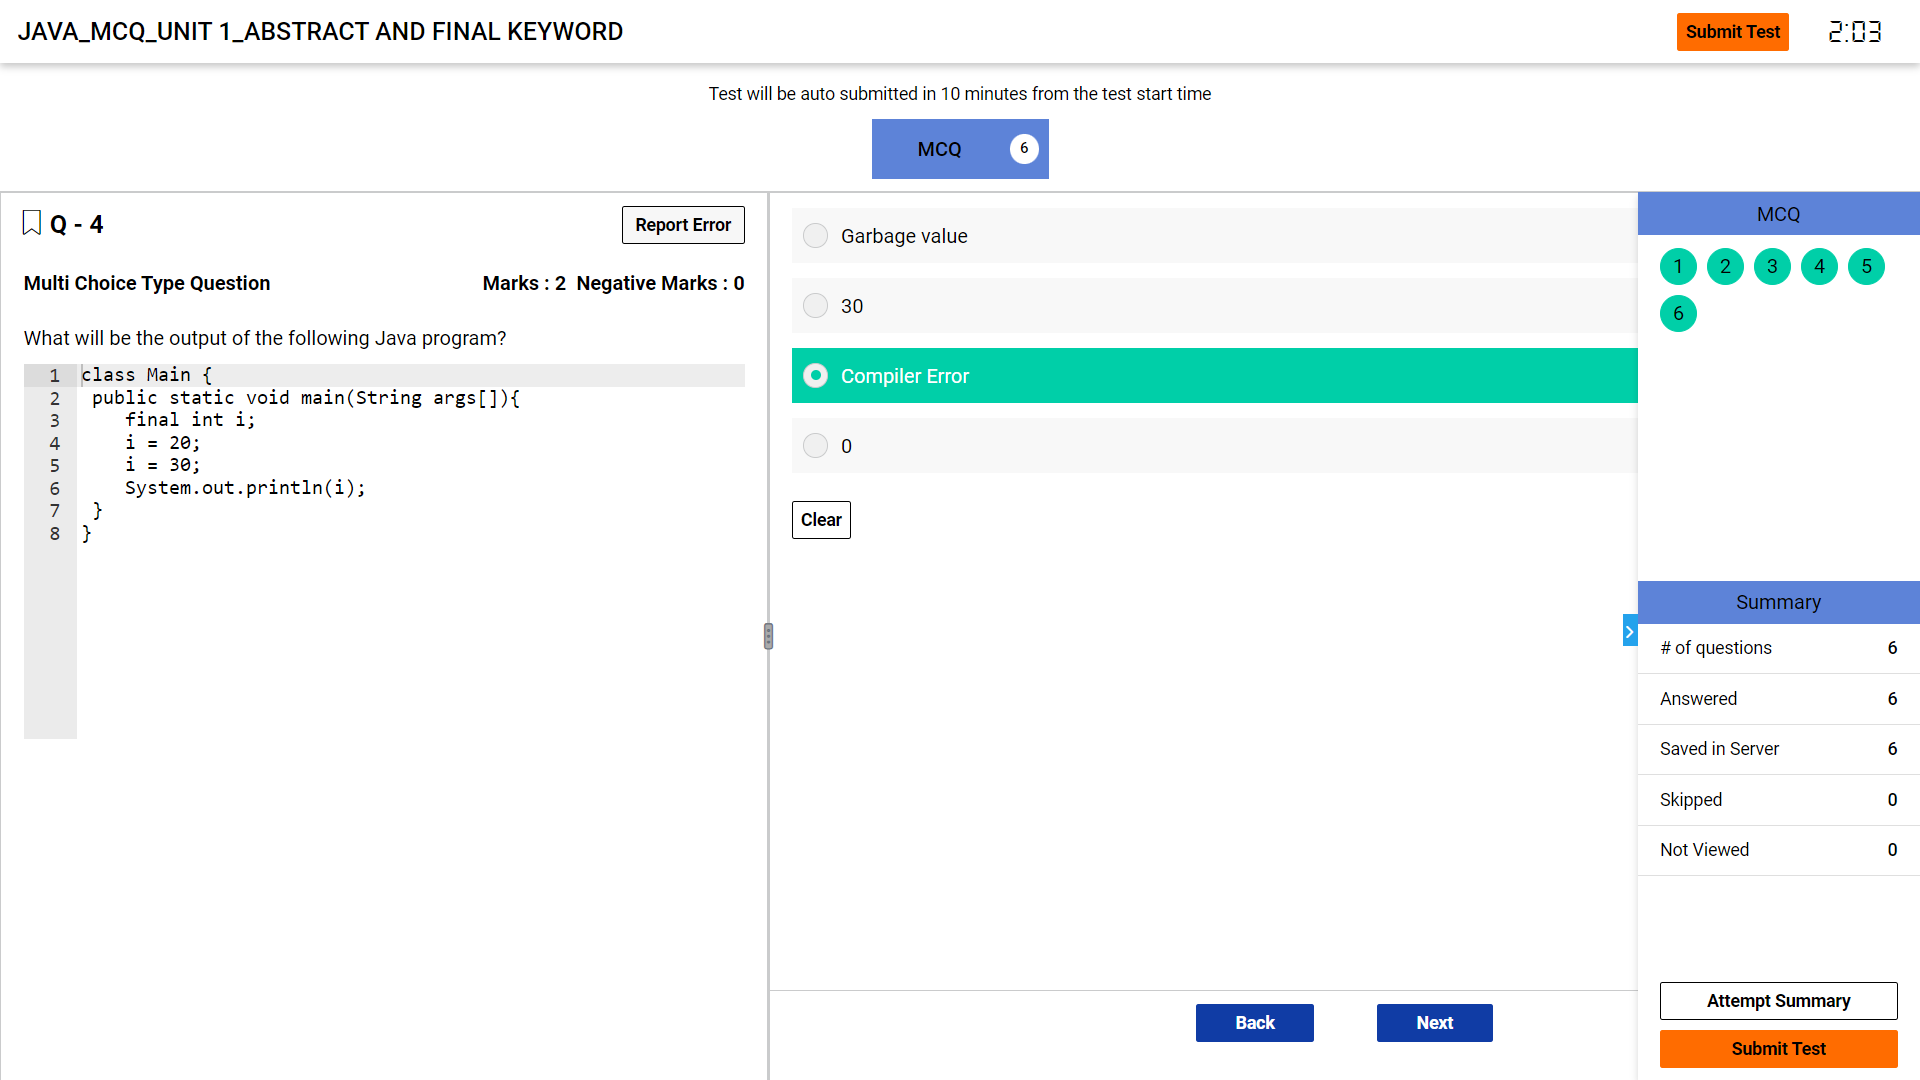 JAVA_MCQ_UNIT 1_ABSTRACT AND FINAL KEYWORD
Submit Test
2:03
Test will be auto submitted in 10 minutes from the test start time
MCQ
6
Q - 4
Report Error
Multi Choice Type Question
Marks : 2 Negative Marks : 0
What will be the output of the following Java program?
1 class Main {
2 public static void main(String args[]){
3 final int i;
4 i = 20;
5 i = 30;
6 System.out.println(i);
7 }
8 }
Garbage value
30
Compiler Error
0
Clear
Back
Next
MCQ
1 2 3 4 5
6
Summary
# of questions 6
Answered 6
Saved in Server 6
Skipped 0
Not Viewed 0
Attempt Summary
Submit Test